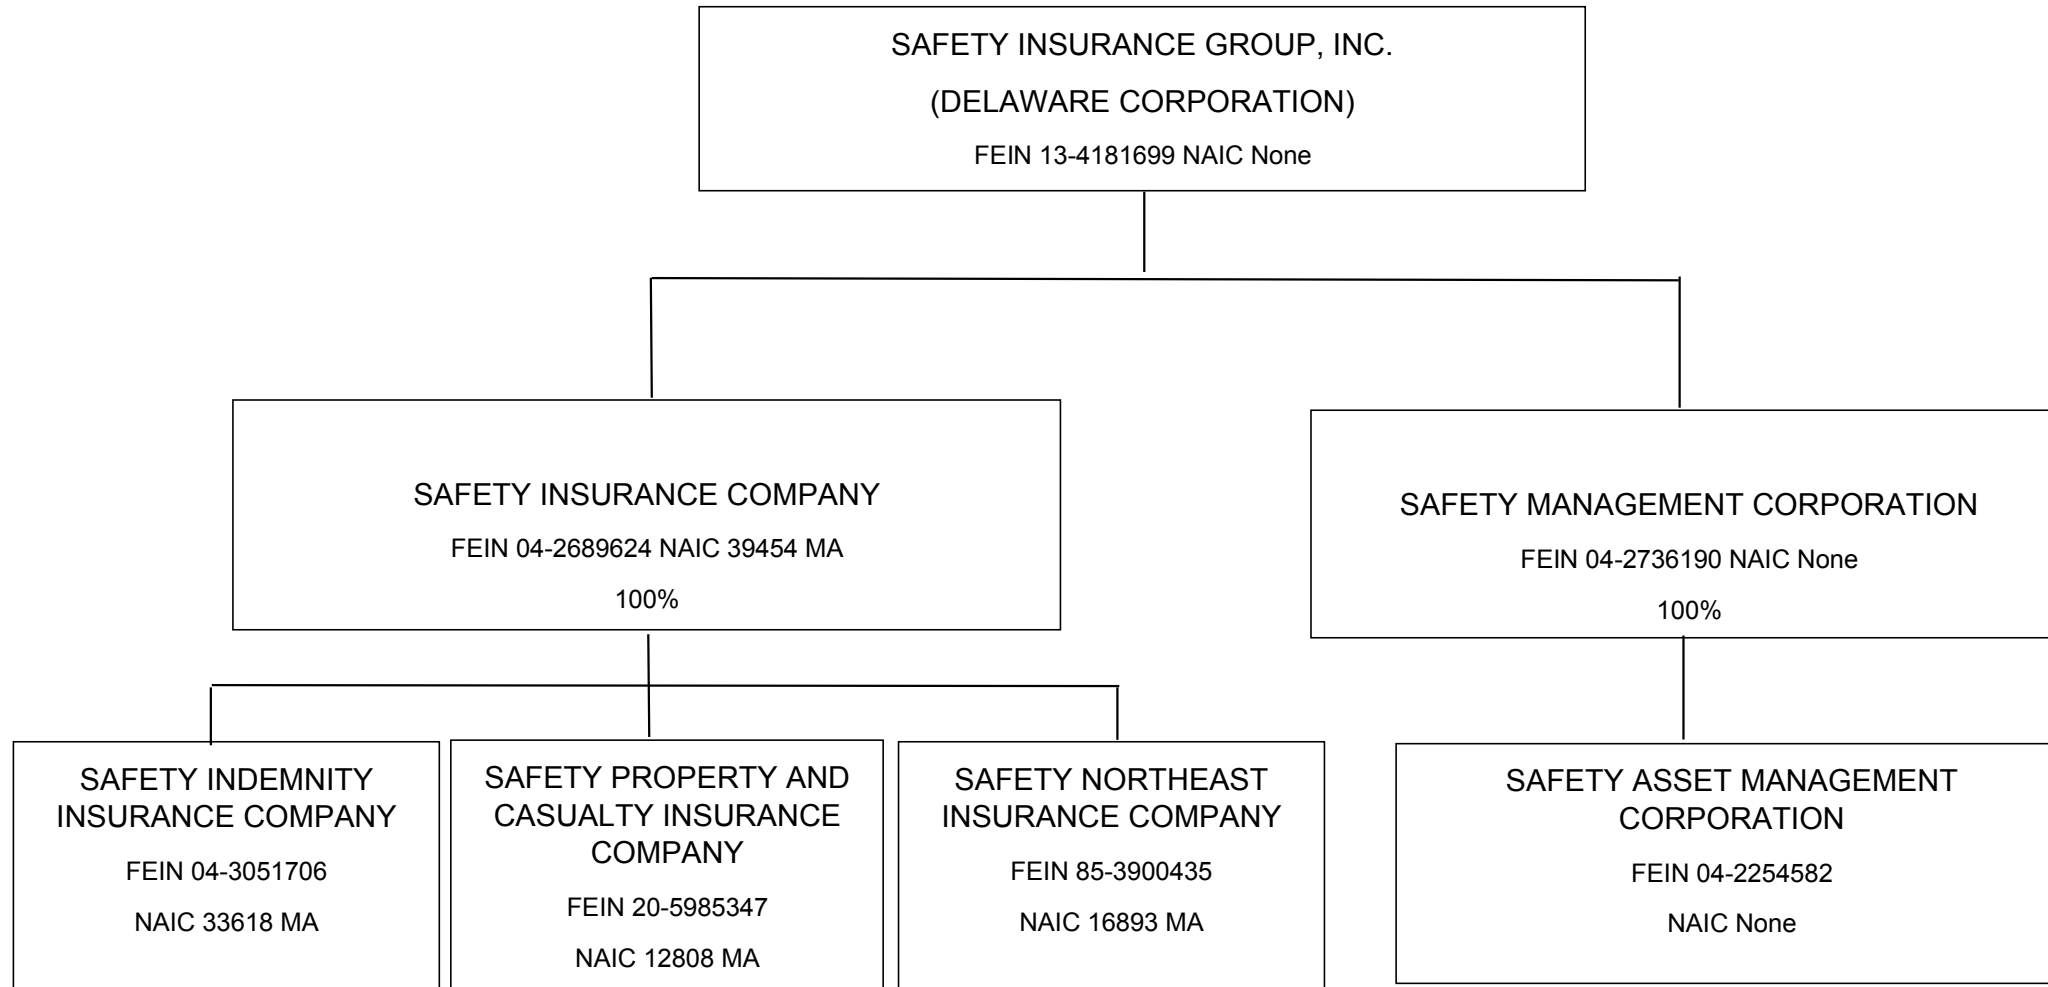 SAFETY INSURANCE GROUP, INC.
(DELAWARE CORPORATION)
FEIN 13-4181699 NAIC None
SAFETY INSURANCE COMPANY
FEIN 04-2689624 NAIC 39454 MA
100%
SAFETY MANAGEMENT CORPORATION
FEIN 04-2736190 NAIC None
100%
SAFETY INDEMNITY
INSURANCE COMPANY
FEIN 04-3051706
NAIC 33618 MA
SAFETY PROPERTY AND
CASUALTY INSURANCE
COMPANY
FEIN 20-5985347
NAIC 12808 MA
SAFETY NORTHEAST
INSURANCE COMPANY
FEIN 85-3900435
NAIC 16893 MA
SAFETY ASSET MANAGEMENT
CORPORATION
FEIN 04-2254582
NAIC None